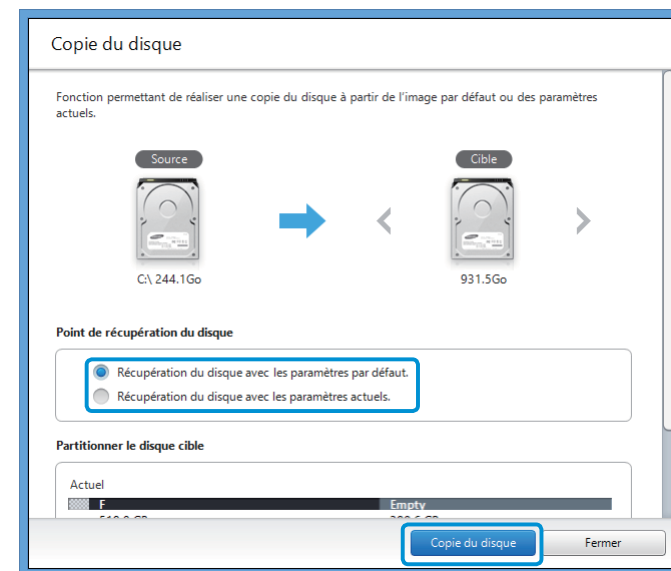 Copie du disque
Fonction permettant de réaliser une copie du disque à partir de l'image par défaut ou des paramètres
actuels.
Source
Cible
C:\ 244.1Go
931.5Go
Point de récupération du disque
Récupération du disque avec les paramètres par défaut.
Récupération du disque avec les paramètres actuels.
Partitionner le disque cible
Actuel
F
Empty
Copie du disque
Fermer